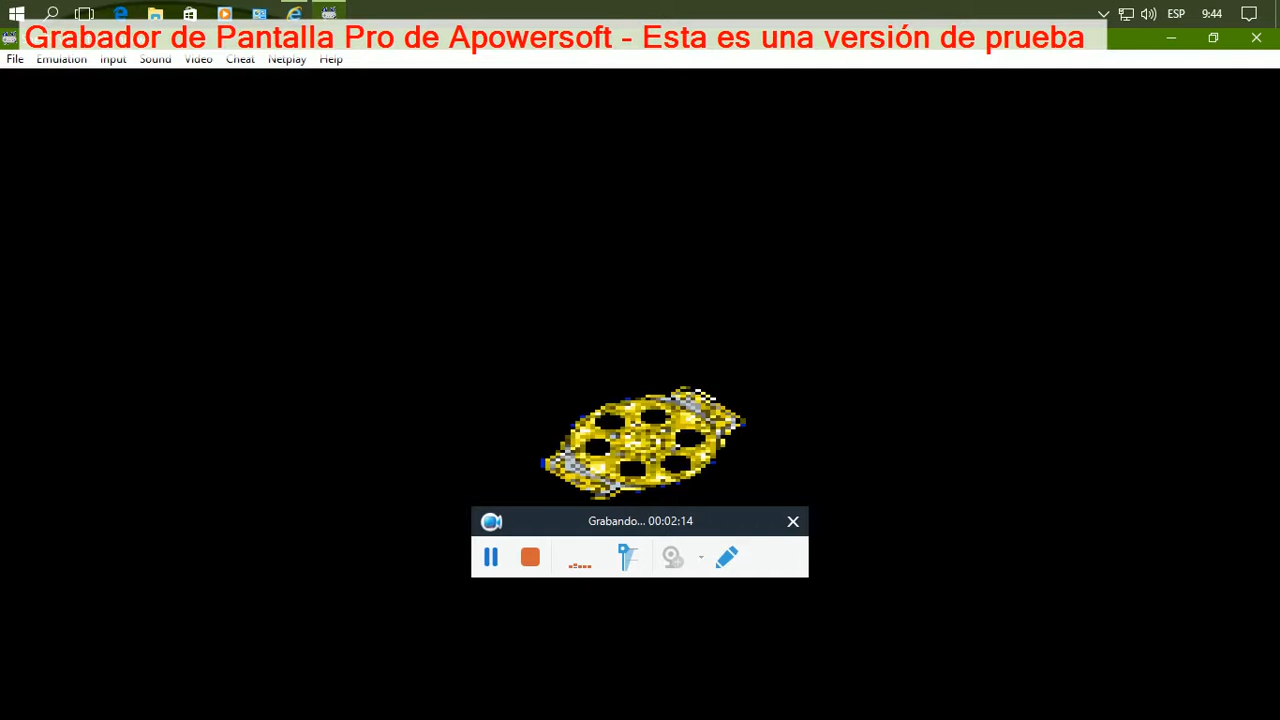 ESP 9:44
Grabador de Pantalla Pro de Apowersoft - Esta es una versión de prueba
File Emulation Input Sound Video Cheat Netplay Help
Grabando... 00:02:14